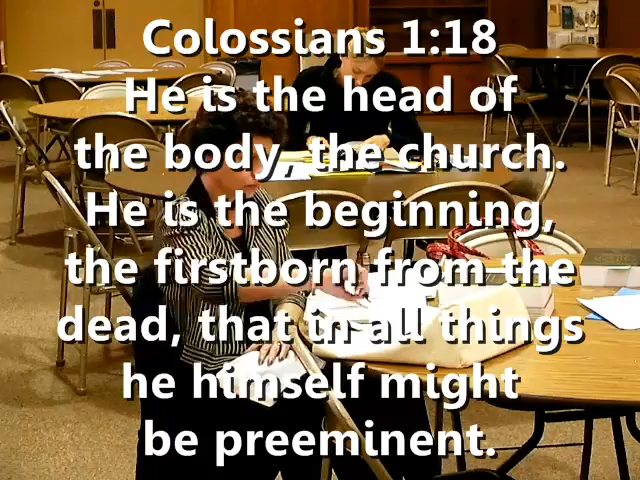 Colossians 1:18
He is the head of
the body, the church.
He is the beginning,
the firstborn from the
dead, that in all things
he himself might
be preeminent.